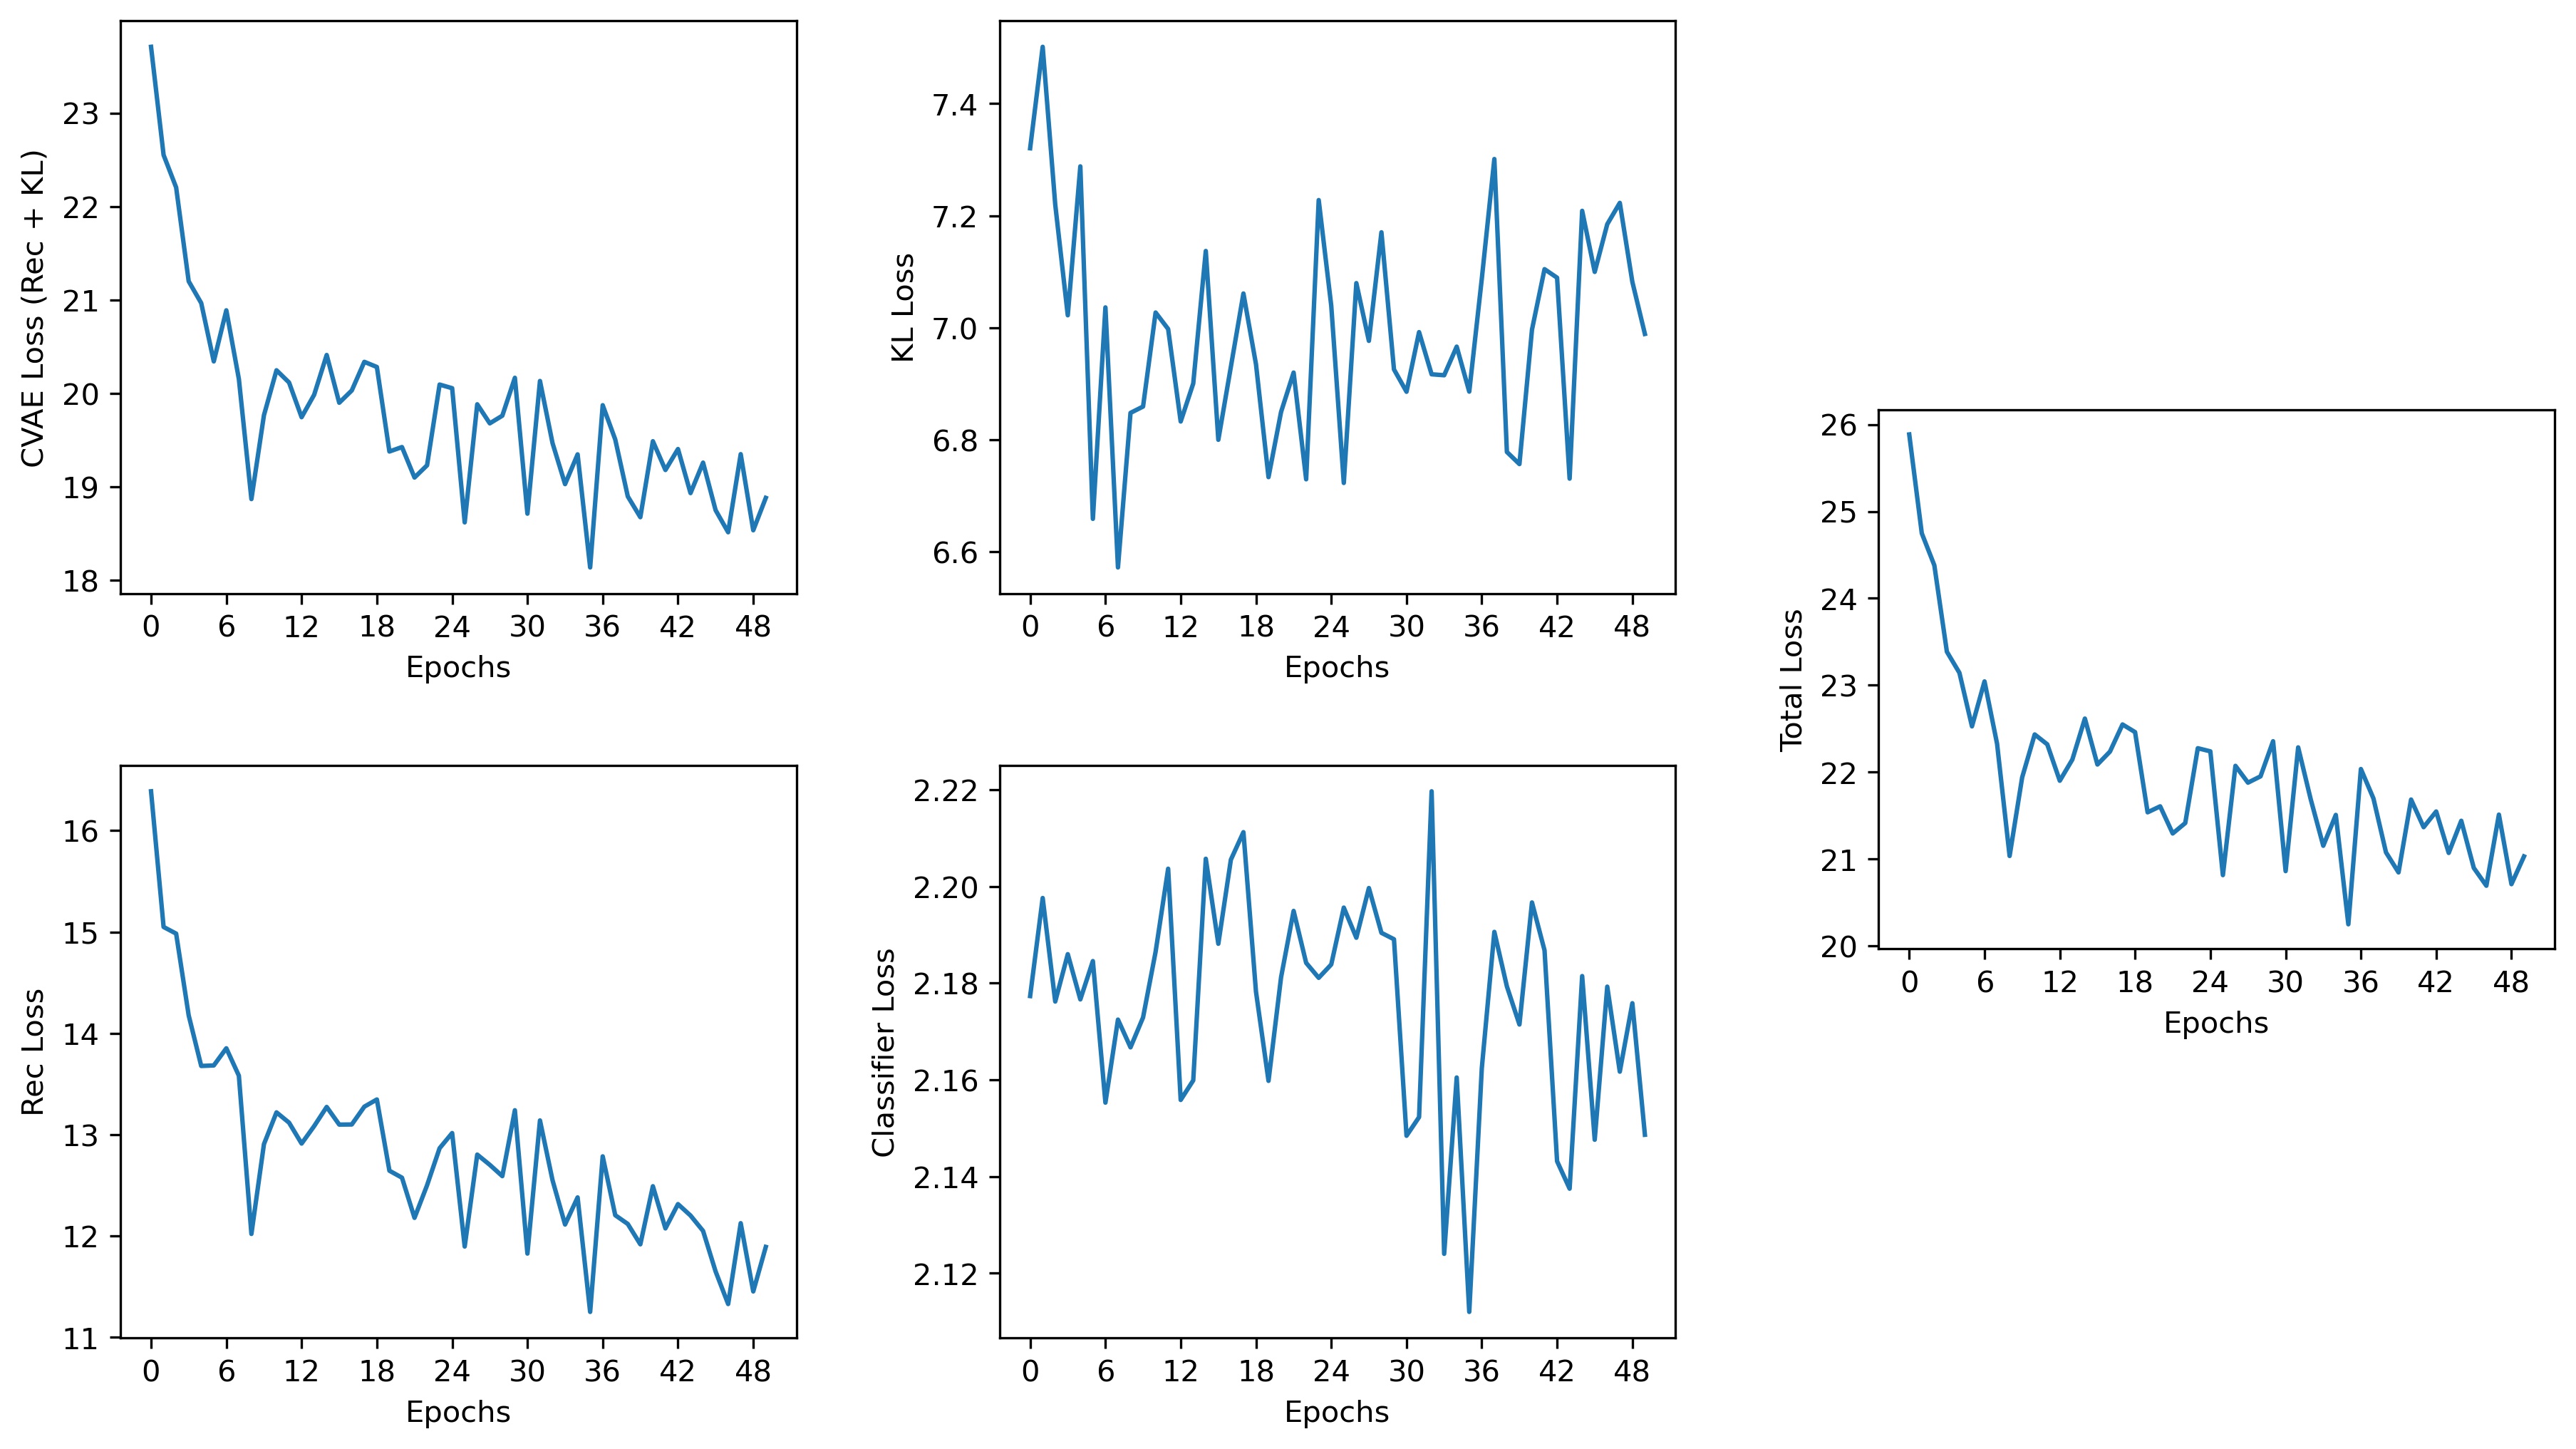 CVAE Loss (Rec + KL)
23
22
21
20
19
18
0 6 12 18 24 30 36 42 48
Epochs
KL Loss
7.4
7.2
7.0
6.8
6.6
0 6 12 18 24 30 36 42 48
Epochs
Rec Loss
16
15
14
13
12
11
0 6 12 18 24 30 36 42 48
Epochs
Classifier Loss
2.22
2.20
2.18
2.16
2.14
2.12
0 6 12 18 24 30 36 42 48
Epochs
Total Loss
26
25
24
23
22
21
20
0 6 12 18 24 30 36 42 48
Epochs